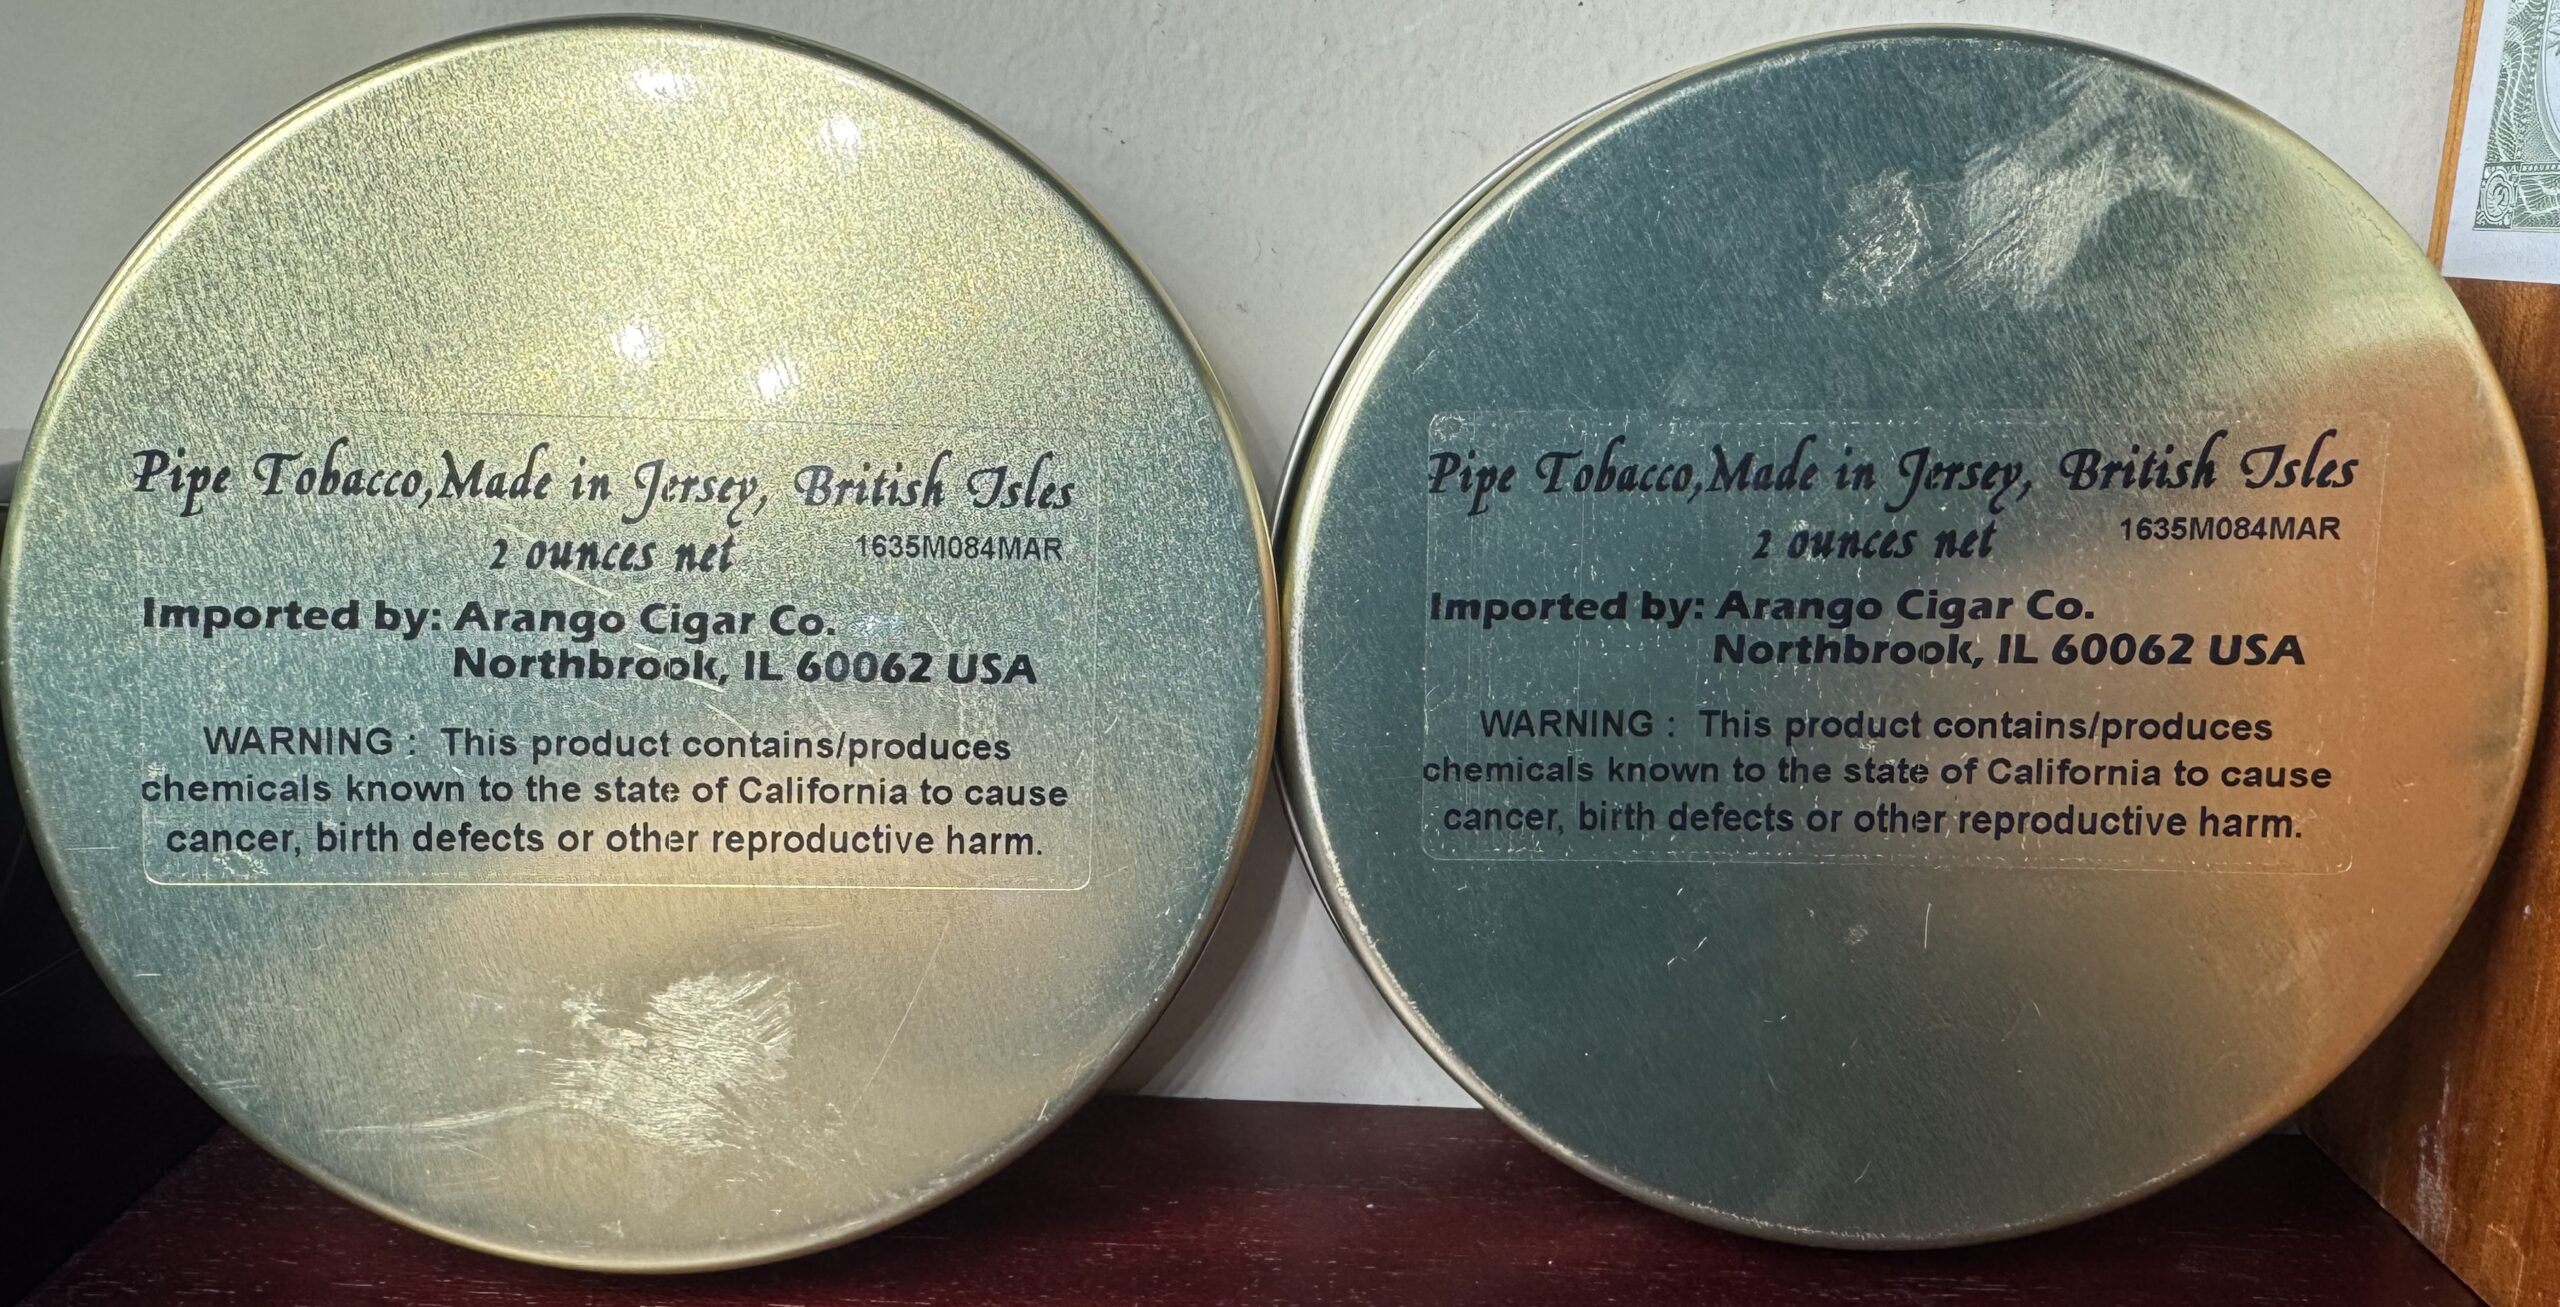 Pipe Tobacco,Made in Jersey, British Isles
2 ounces net 1635M084MAR
Imported by: Arango Cigar Co.
Northbrook, IL 60062 USA
WARNING : This product contains/produces
chemicals known to the state of California to cause
cancer, birth defects or other reproductive harm.
Pipe Tobacco,Made in Jersey, British Isles
2 ounces net 1635M084MAR
Imported by: Arango Cigar Co.
Northbrook, IL 60062 USA
WARNING : This product contains/produces
chemicals known to the state of California to cause
cancer, birth defects or other reproductive harm.